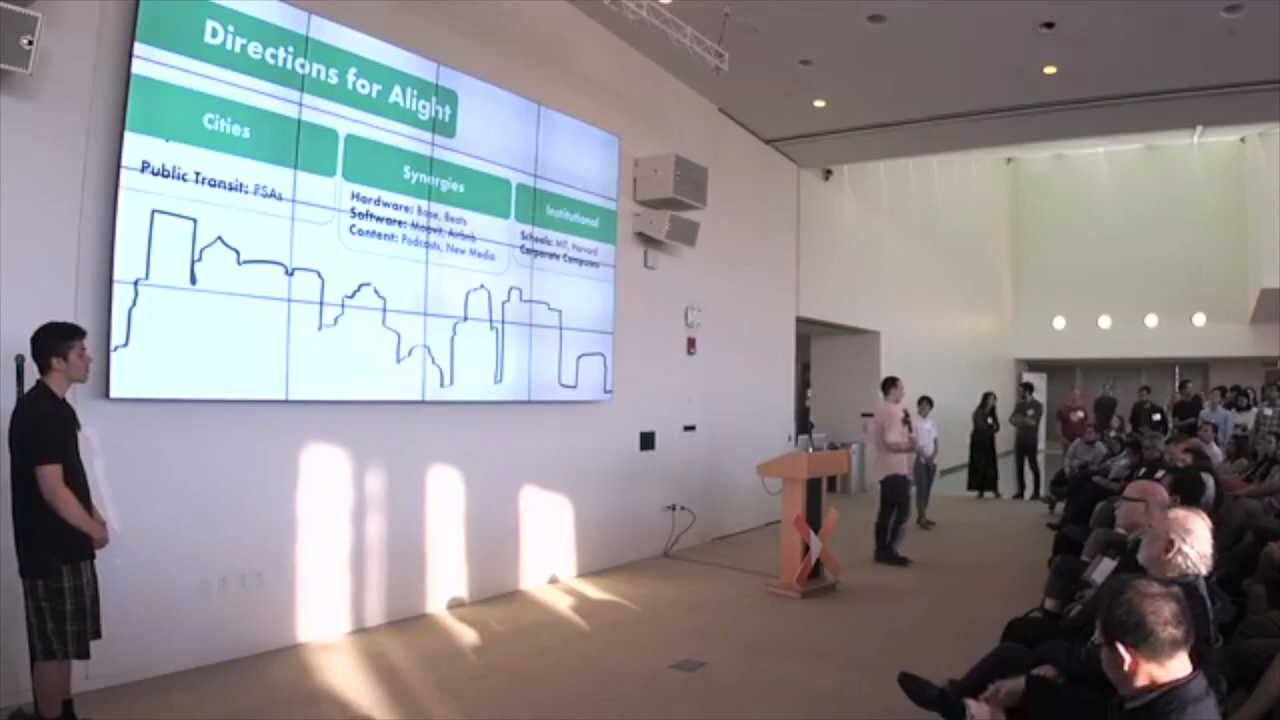 Directions for Alight
Cities
Public Transit: PSAs
Synergies
Hardware: Bose, Beats
Software: Moovit, Airbnb
Content: Podcasts, New Media
Institutional
Schools: MIT, Harvard
Corporate Campuses